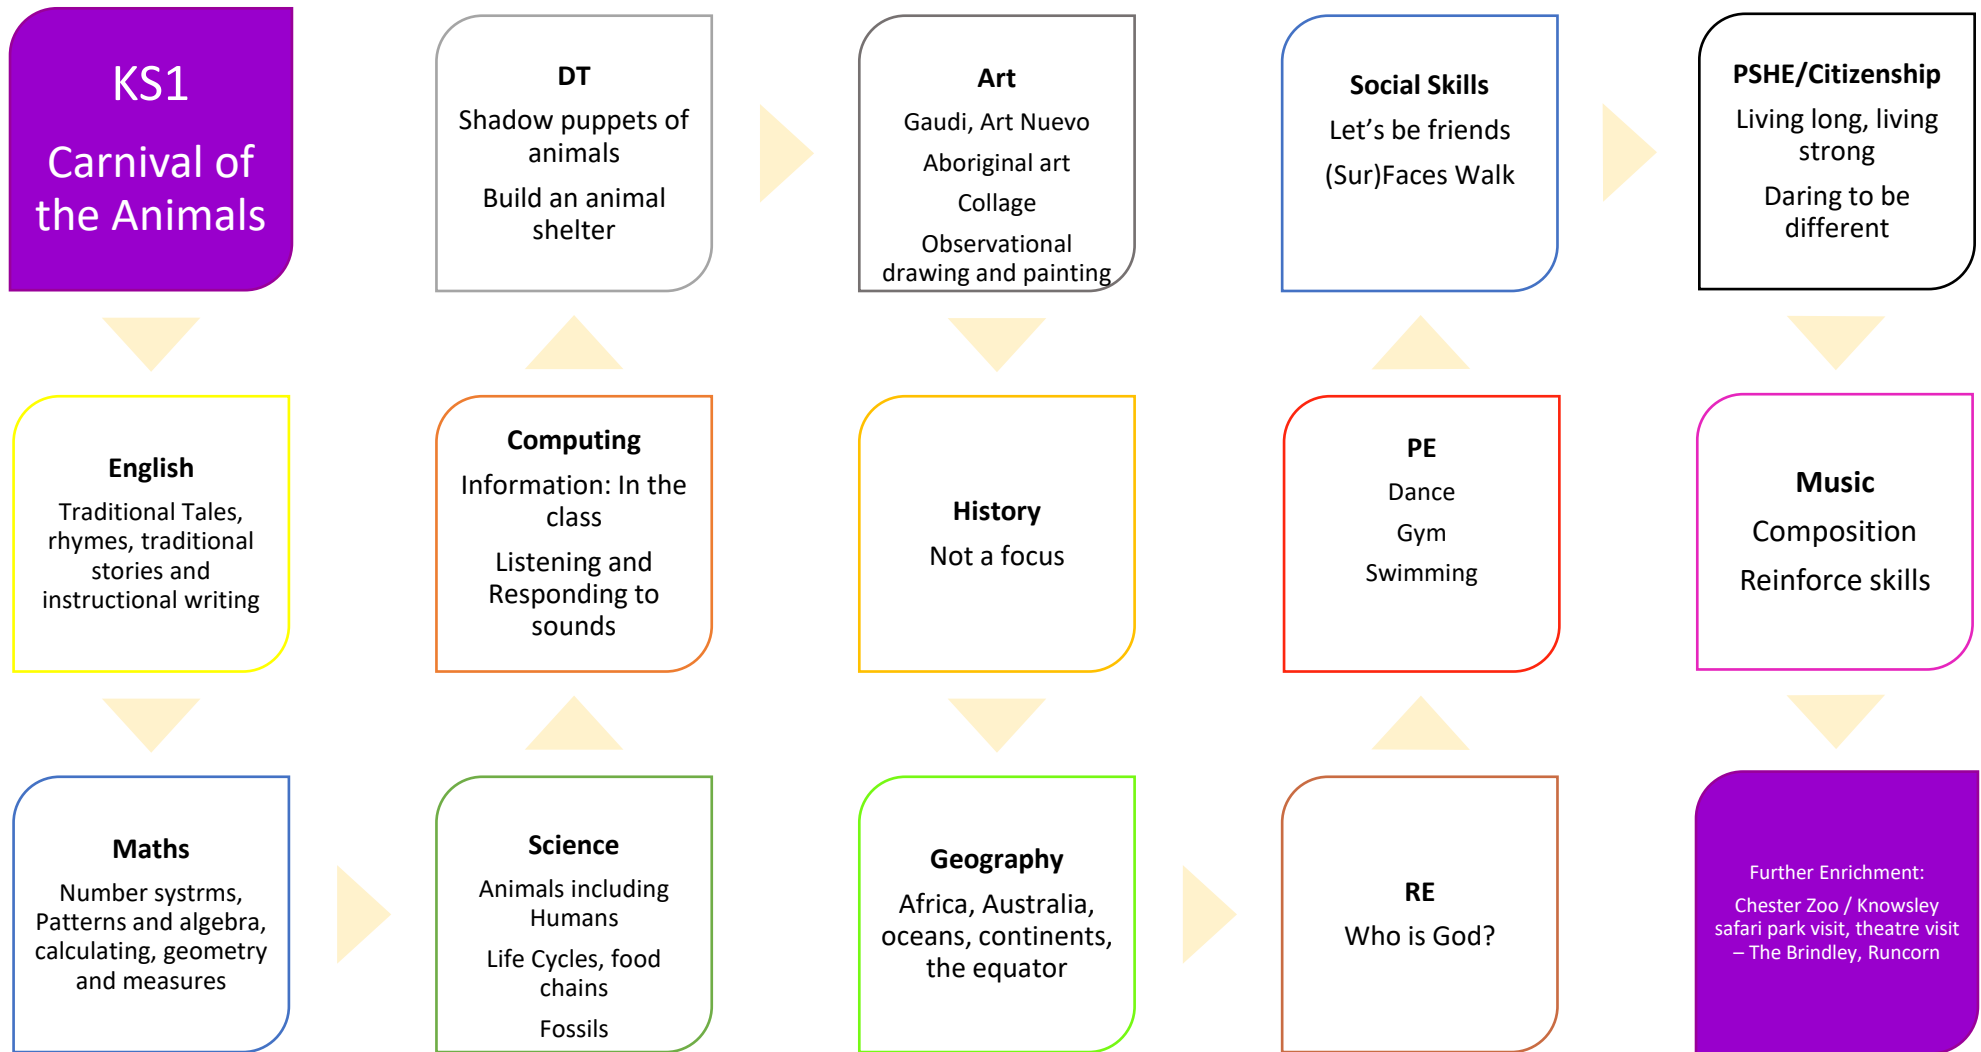 KS1
Carnival of
the Animals
English
Traditional Tales,
rhymes, traditional
stories and
instructional writing
Maths
Number systrms,
Patterns and algebra,
calculating, geometry
and measures
Science
Animals including
Humans
Life Cycles, food
chains
Fossils
Computing
Information: In the
class
Listening and
Responding to
sounds
DT
Shadow puppets of
animals
Build an animal
shelter
Art
Gaudi, Art Nuevo
Aboriginal art
Collage
Observational
drawing and painting
History
Not a focus
Geography
Africa, Australia,
oceans, continents,
the equator
RE
Who is God?
PE
Dance
Gym
Swimming
Social Skills
Let’s be friends
(Sur)Faces Walk
PSHE/Citizenship
Living long, living
strong
Daring to be
different
Music
Composition
Reinforce skills
Further Enrichment:
Chester Zoo / Knowsley
safari park visit, theatre visit
– The Brindley, Runcorn